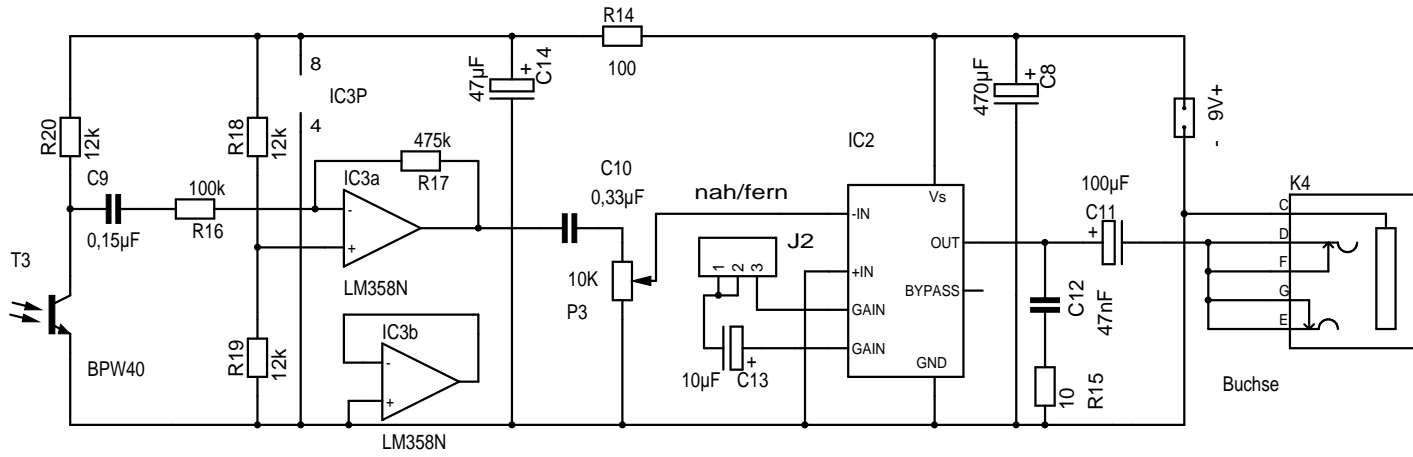 R14
100
8
IC3P
4
47µF
C14
470µF
C8
9V+
-
R20
12k
R18
12k
475k
R17
IC2
C9
0,15µF
100k
R16
IC3a
-
+
LM358N
C10
0,33µF
nah/fern
10K
P3
J2
1
2
3
10µF
+
C13
-IN
+IN
GAIN
GAIN
Vs
OUT
BYPASS
GND
100µF
C11
+
C12
47nF
10
R15
K4
C
D
F
G
E
Buchse
T3
BPW40
R19
12k
IC3b
-
+
LM358N
+
+